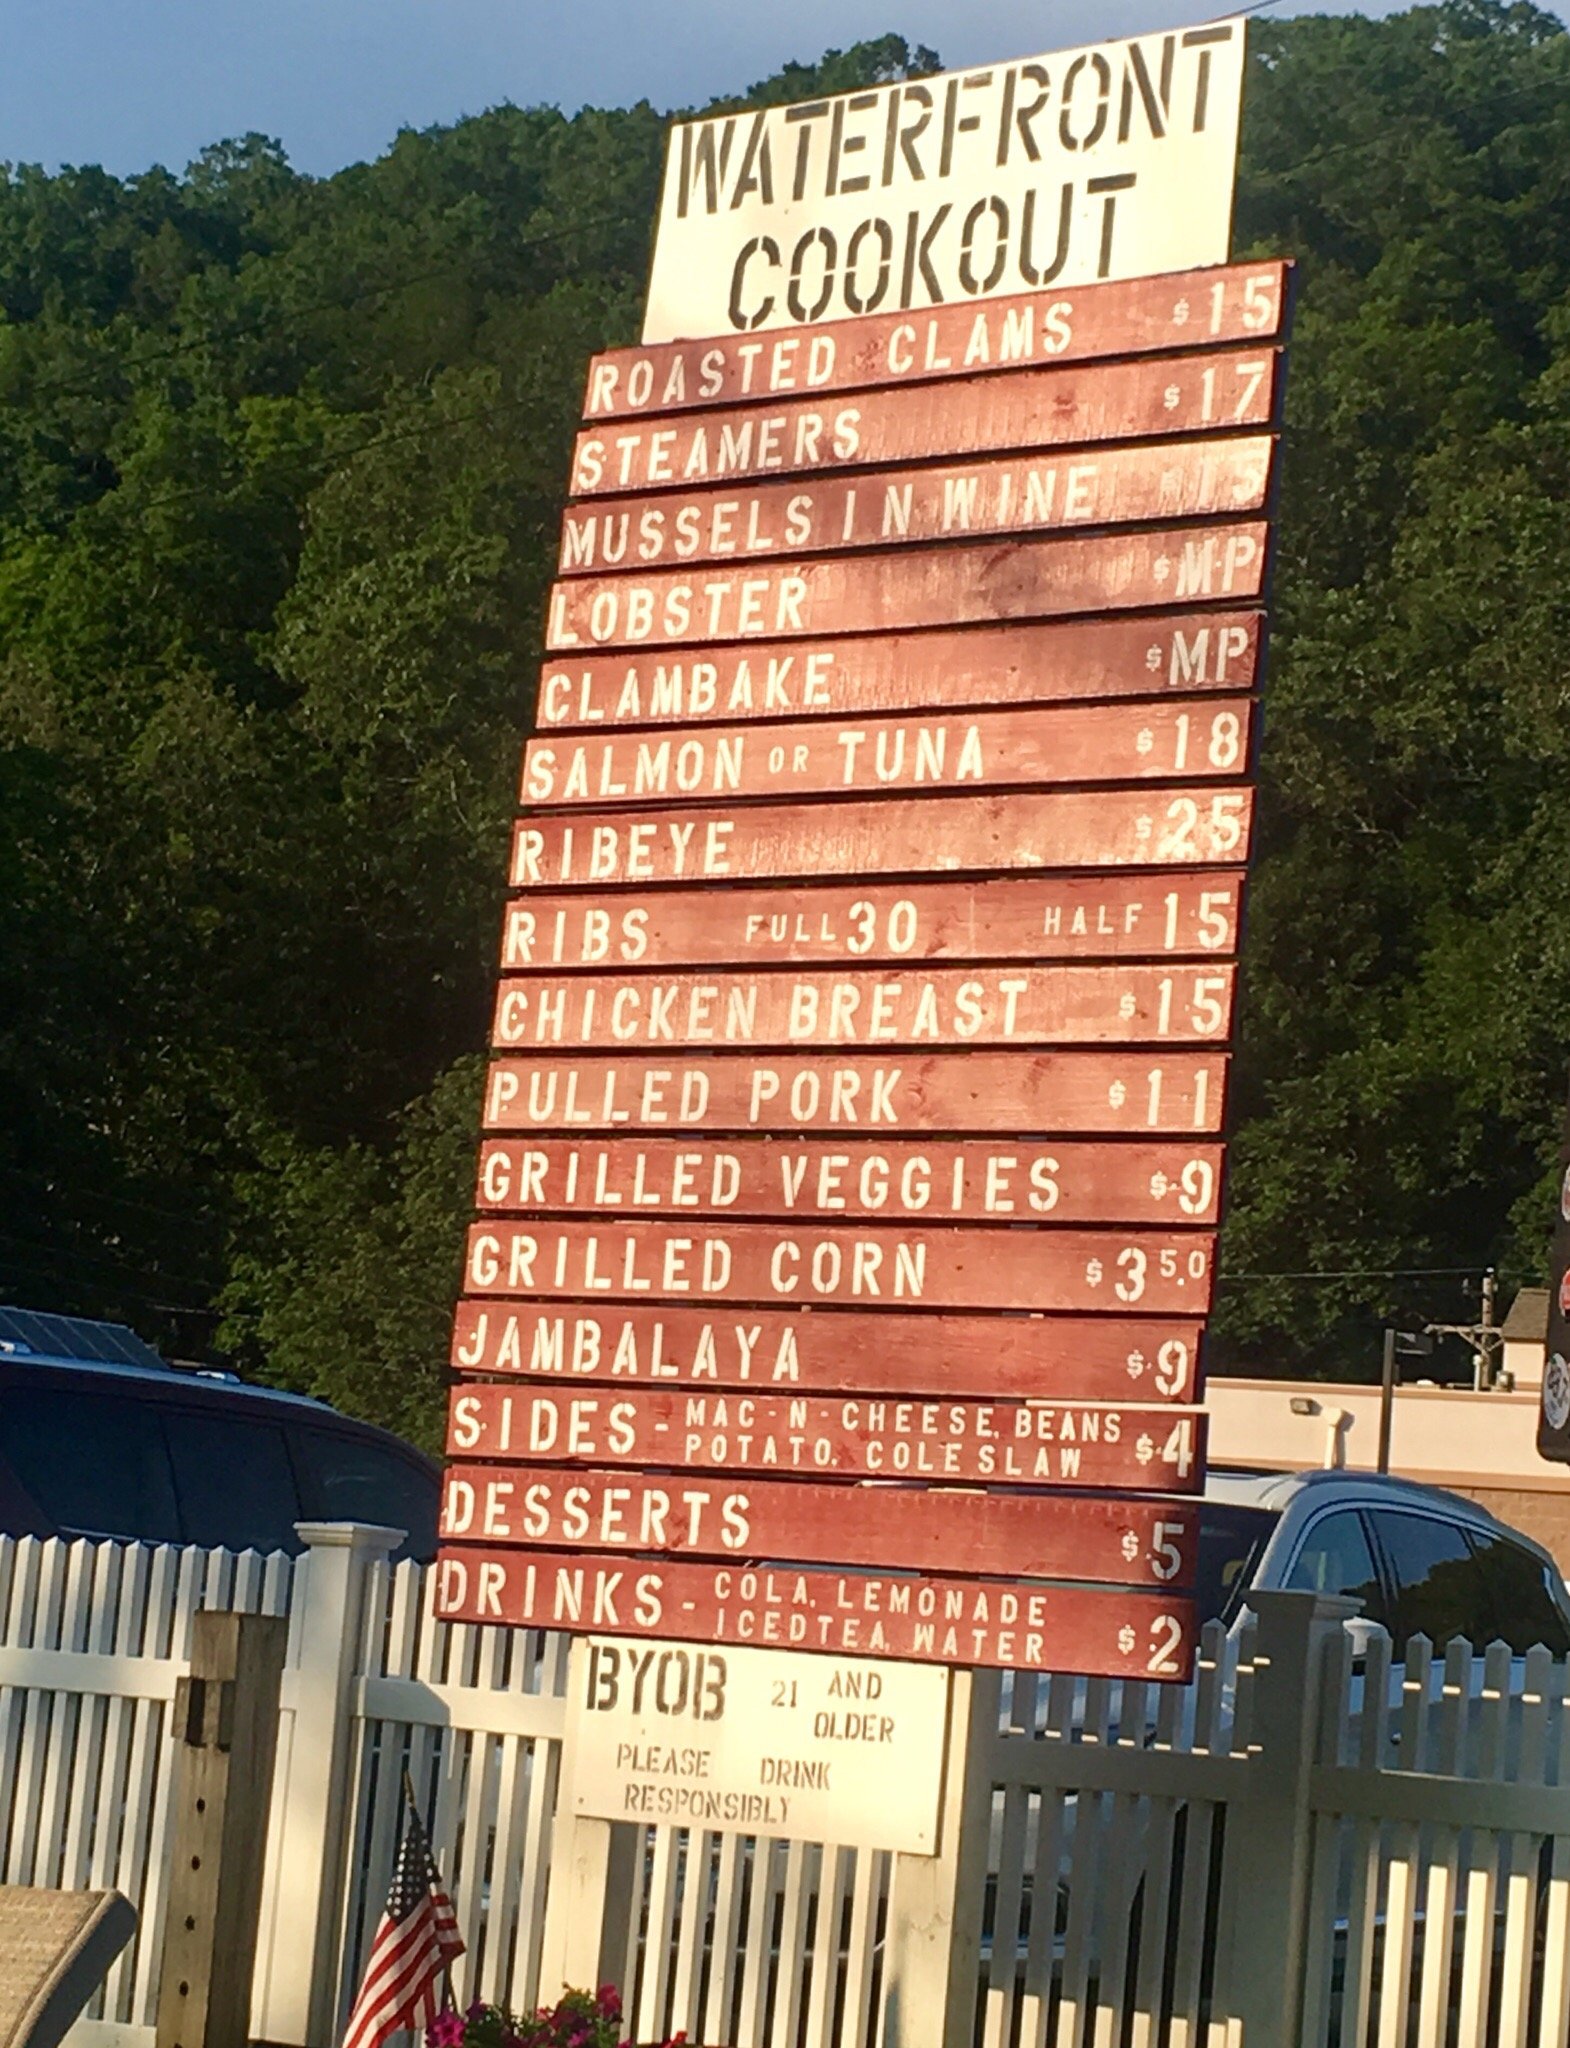 WATERFRONT
COOKOUT
ROASTED CLAMS $15
STEAMERS $17
MUSSELS IN WINE $15
LOBSTER $MP
CLAMBAKE $MP
SALMON OR TUNA $18
RIBEYE $25
RIBS FULL 30 HALF 15
CHICKEN BREAST $15
PULLED PORK $11
GRILLED VEGGIES $9
GRILLED CORN $3.50
JAMBALAYA $9
SIDES - MAC-N-CHEESE, BEANS
POTATO, COLESLAW $4
DESSERTS $5
DRINKS - COLA, LEMONADE
ICEDTEA, WATER $2
BYOB 21 AND
OLDER
PLEASE DRINK
RESPONSIBLY